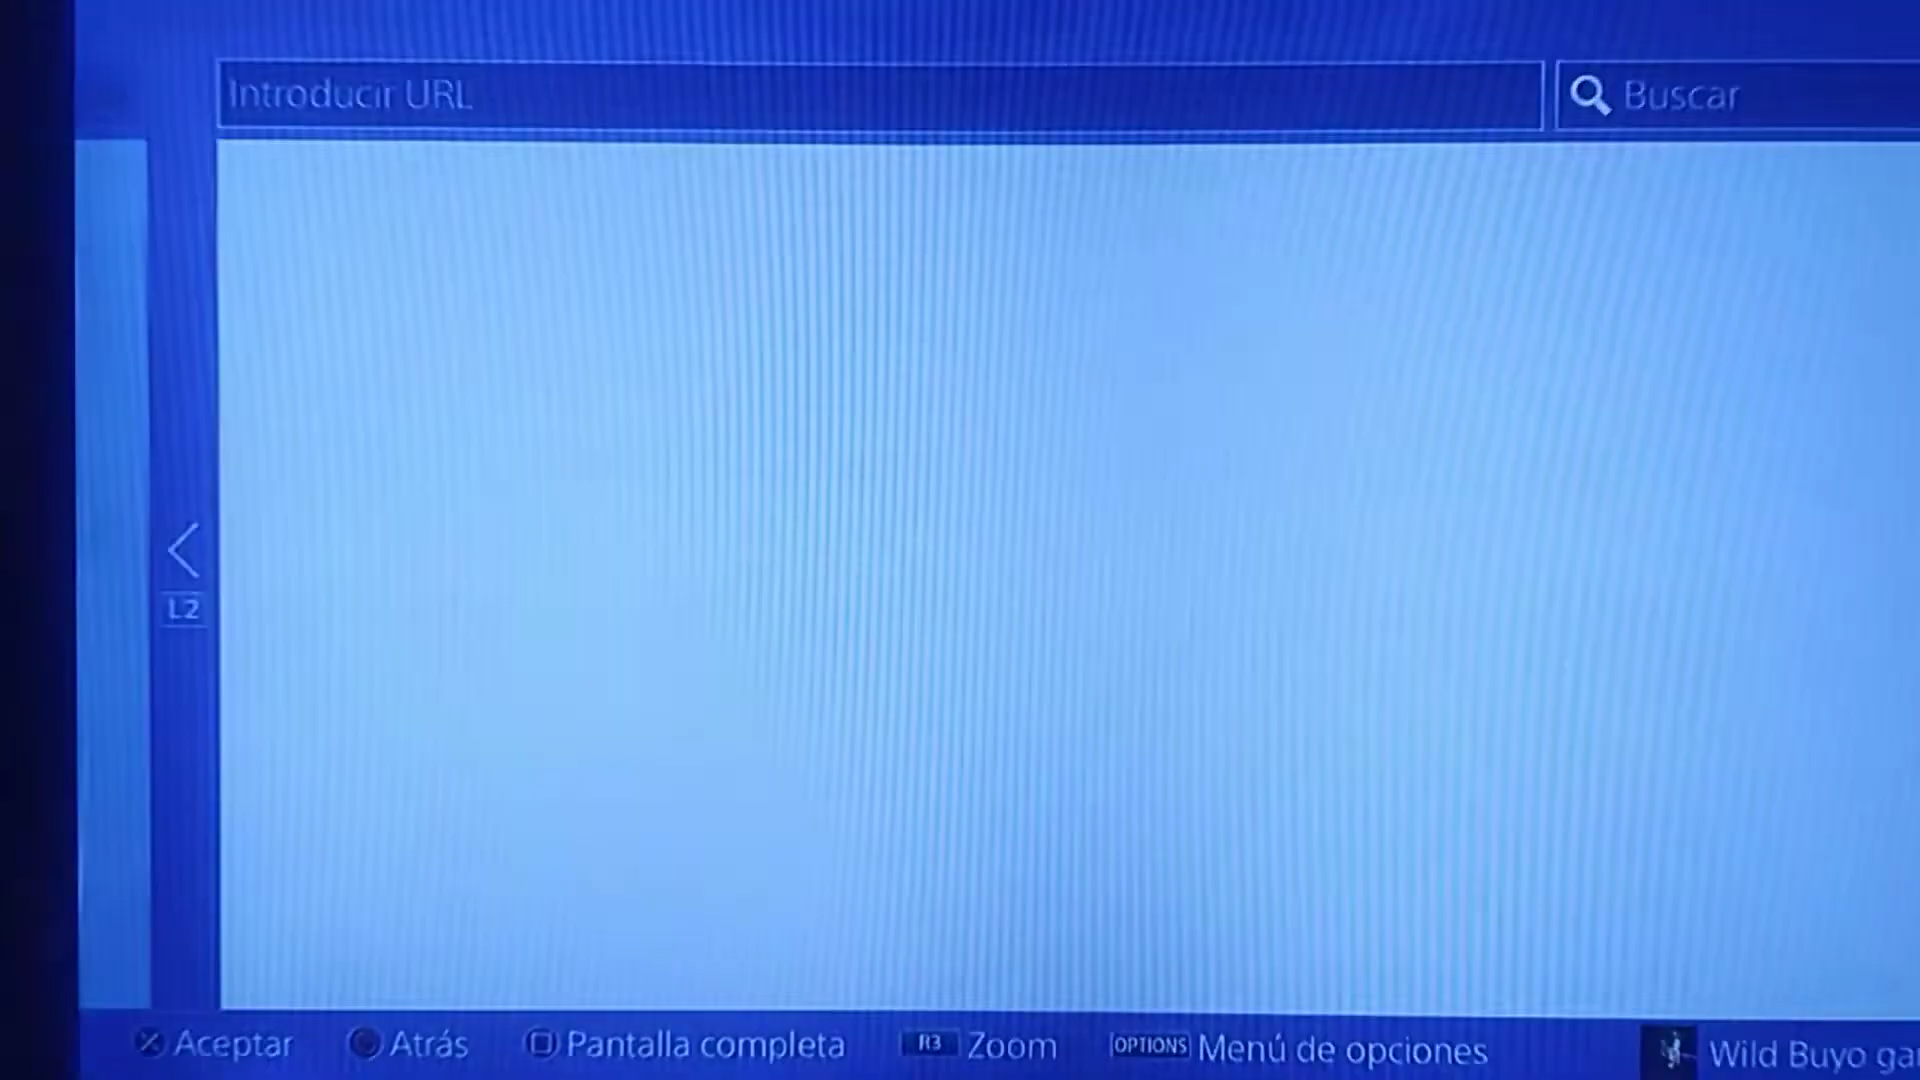 Introducir URL
Buscar
L2
Aceptar Atrás Pantalla completa R3 Zoom OPTIONS Menú de opciones Wild Buyo